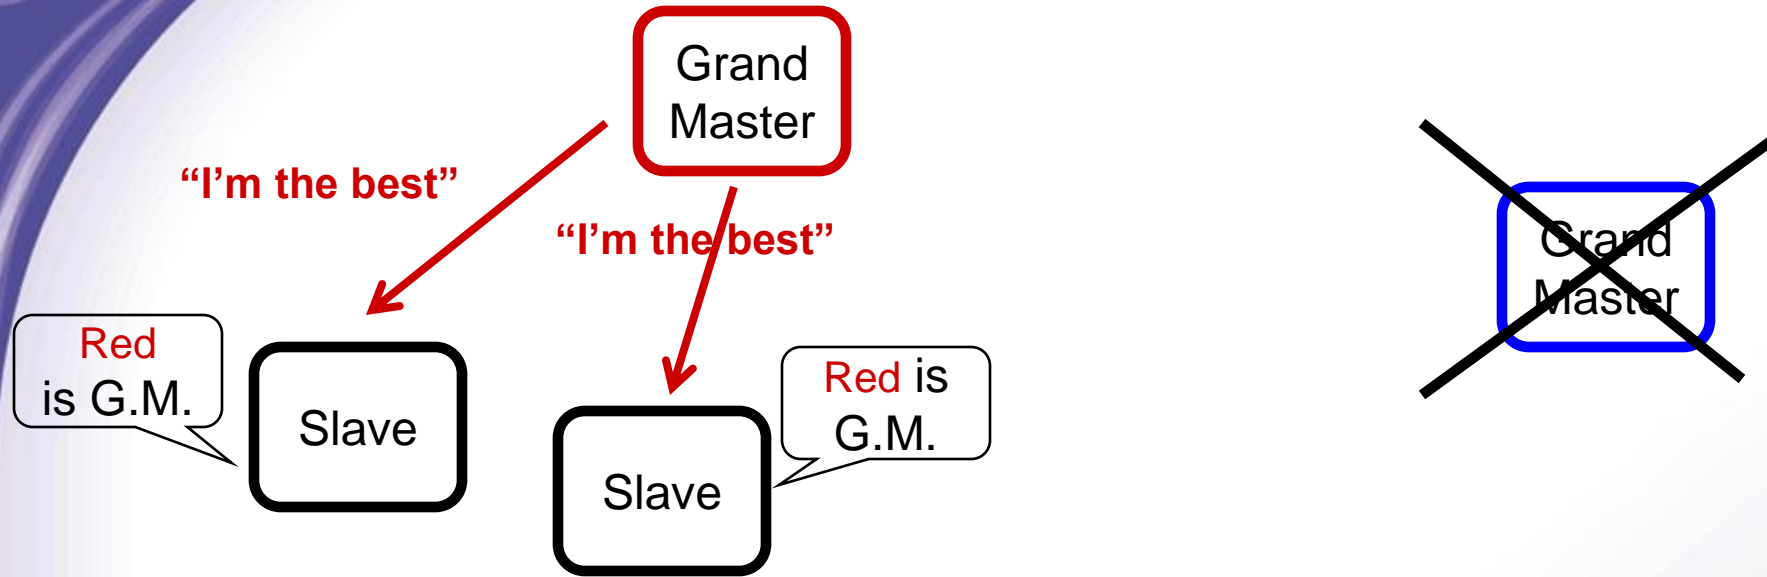 Grand
Master
“I’m the best”
“I’m the best”
Red
is G.M.
Slave
Red is
G.M.
Slave
Grand
Master